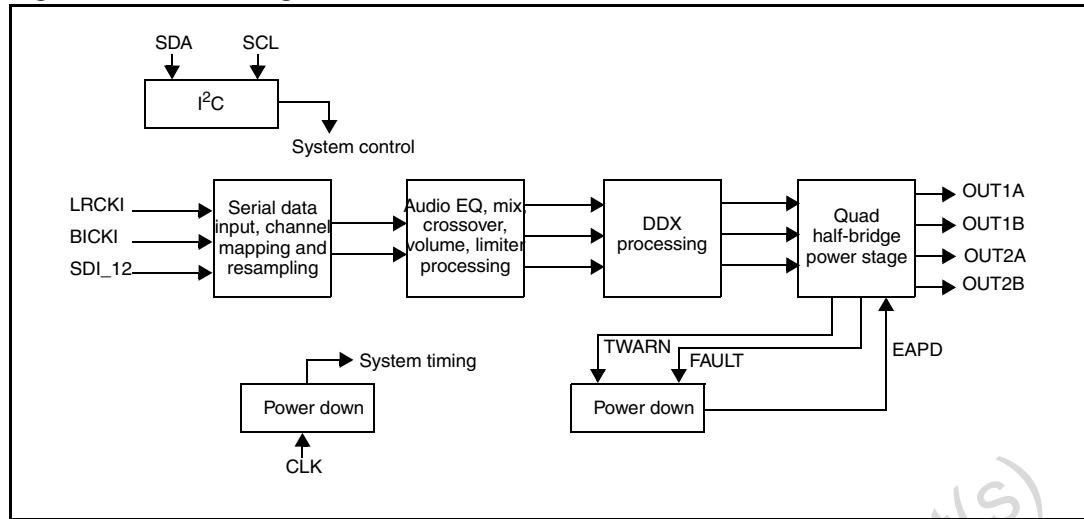 SDA
SCL
I²C
System control
LRCKI
BICKI
SDI_12
Serial data
input, channel
mapping and
resampling
Audio EQ, mix,
crossover,
volume, limiter
processing
DDX
processing
Quad
half-bridge
power stage
OUT1A
OUT1B
OUT2A
OUT2B
TWARN
FAULT
EAPD
System timing
Power down
Power down
CLK